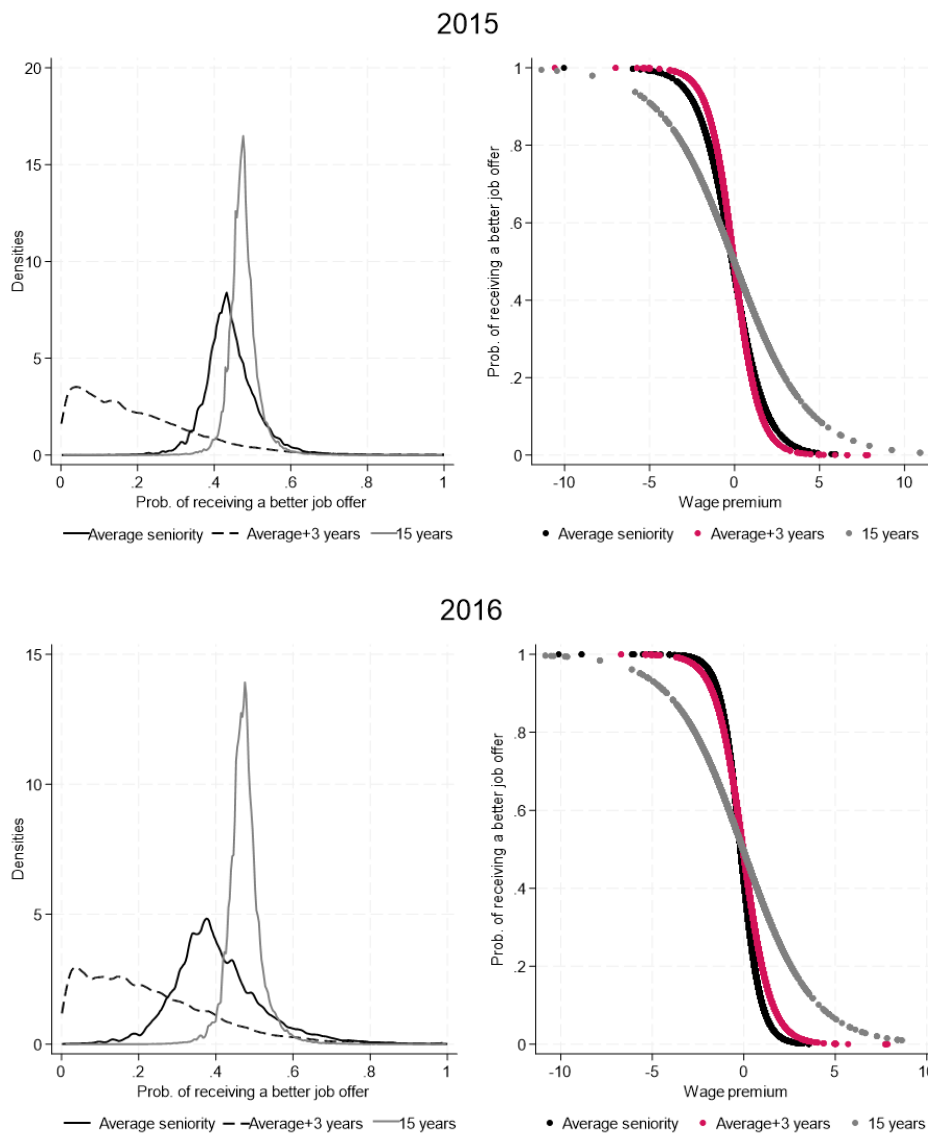 2015
20
15
10
5
0
Densities
0 .2 .4 .6 .8 1
Prob. of receiving a better job offer
Average seniority Average+3 years 15 years
1
.8
.6
.4
.2
0
Prob. of receiving a better job offer
-10 -5 0 5 10
Wage premium
Average seniority Average+3 years 15 years
2016
15
10
5
0
Densities
0 .2 .4 .6 .8 1
Prob. of receiving a better job offer
Average seniority Average+3 years 15 years
1
.8
.6
.4
.2
0
Prob. of receiving a better job offer
-10 -5 0 5 10
Wage premium
Average seniority Average+3 years 15 years